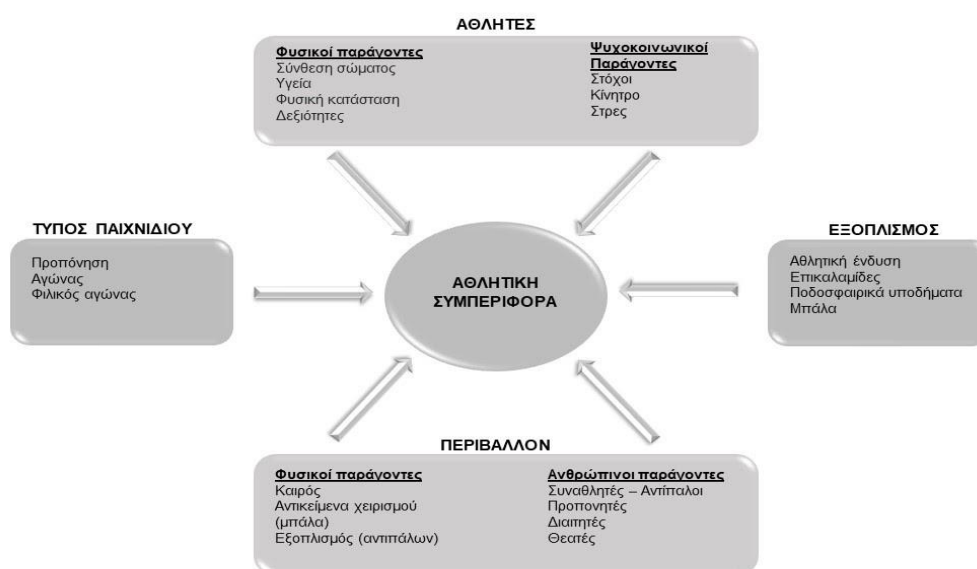 ΑΘΛΗΤΕΣ
Φυσικοί παράγοντες
Σύνθεση σώματος
Υγεία
Φυσική κατάσταση
Δεξιότητες
Ψυχοκοινωνικοί
Παράγοντες
Στόχοι
Κίνητρο
Στρες
ΤΥΠΟΣ ΠΑΙΧΝΙΔΙΟΥ
Προπόνηση
Αγώνας
Φιλικός αγώνας
ΑΘΛΗΤΙΚΗ
ΣΥΜΠΕΡΙΦΟΡΑ
ΕΞΟΠΛΙΣΜΟΣ
Αθλητική ένδυση
Επικαλαμίδες
Ποδοσφαιρικά υποδήματα
Μπάλα
ΠΕΡΙΒΑΛΛΟΝ
Φυσικοί παράγοντες
Καιρός
Αντικείμενα χειρισμού
(μπάλα)
Εξοπλισμός (αντιπάλων)
Ανθρώπινοι παράγοντες
Συναθλητές – Αντίπαλοι
Προπονητές
Διαιτητές
Θεατές